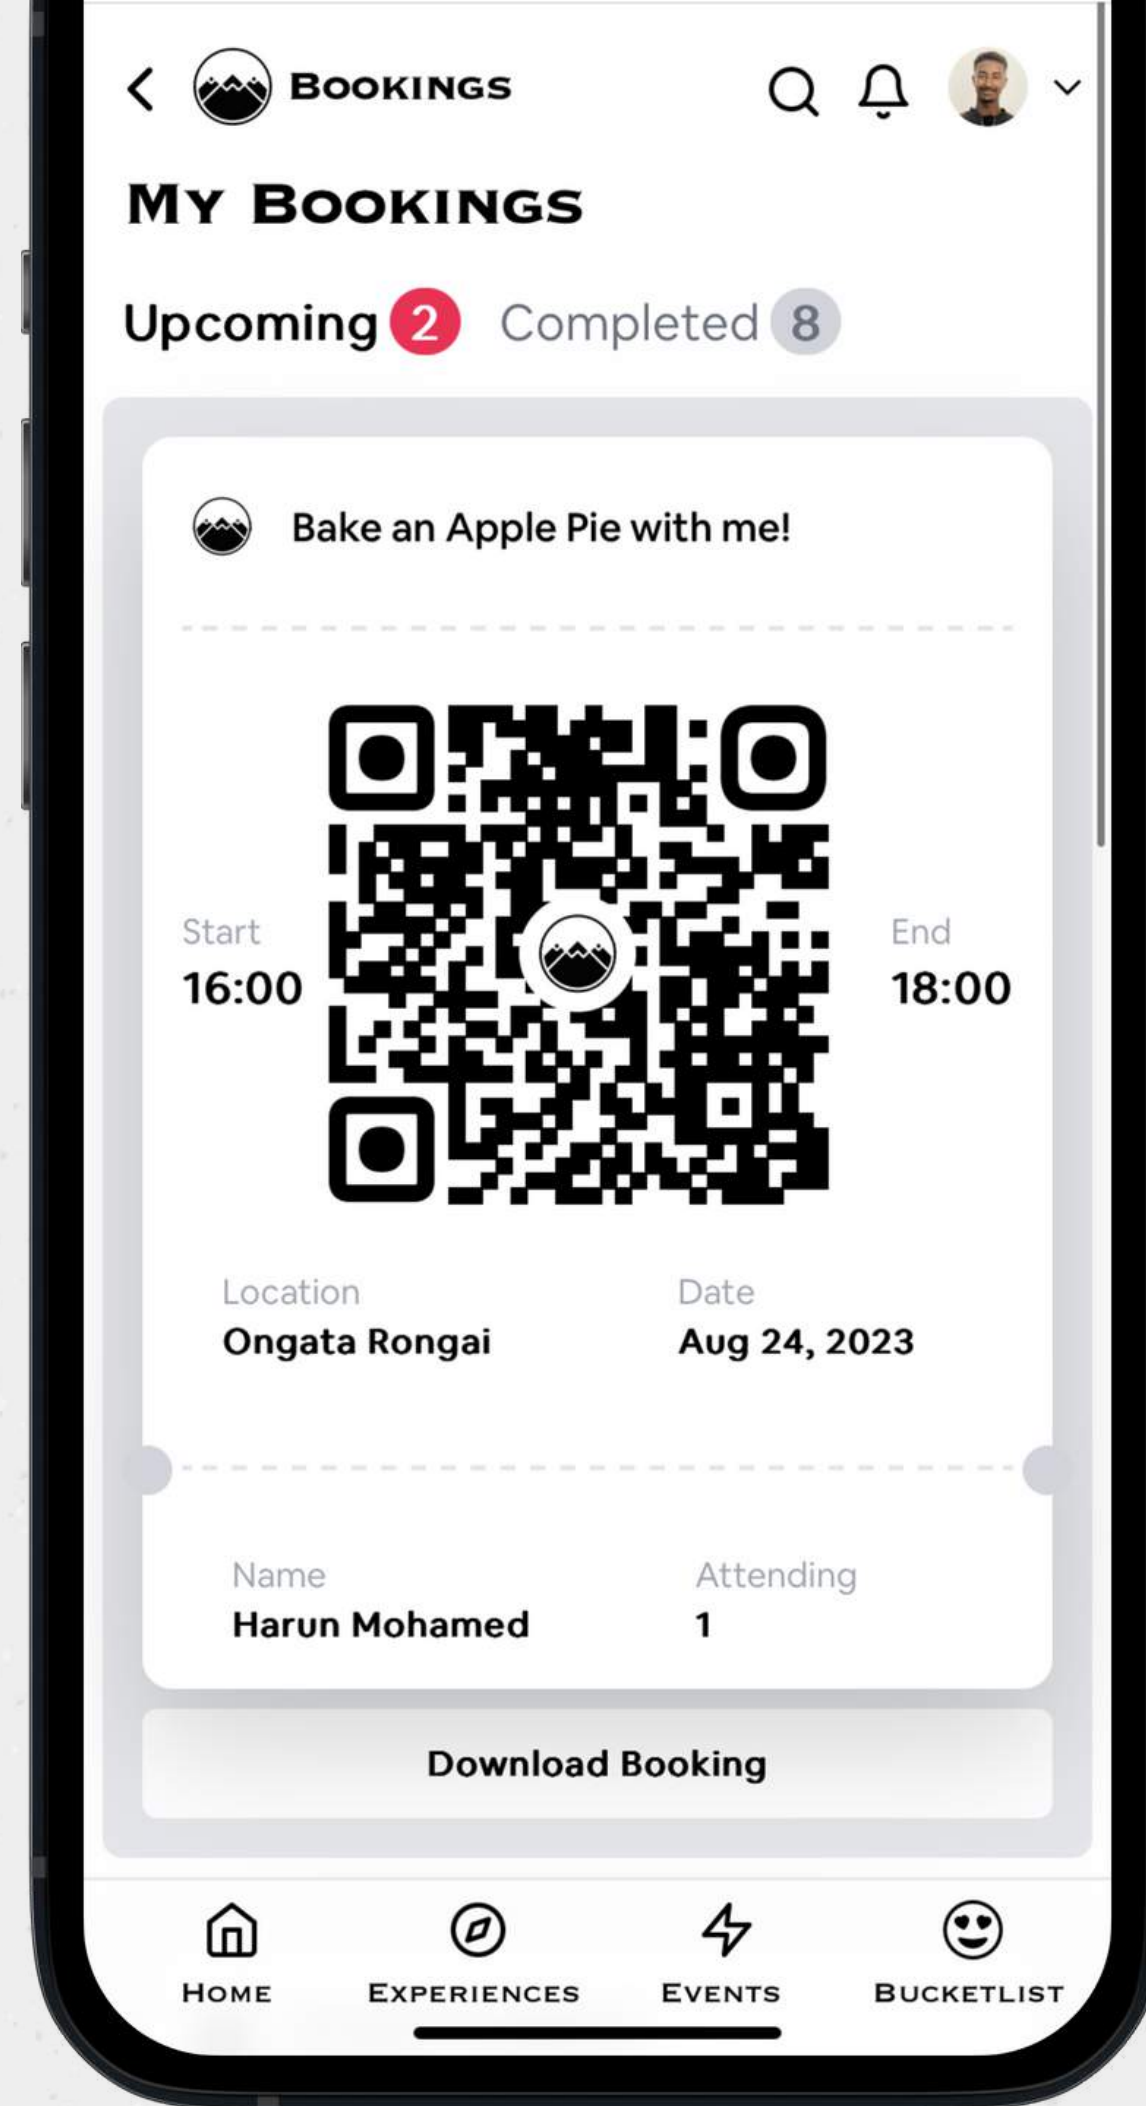 BOOKINGS
MY BOOKINGS
Upcoming 2 Completed 8
Bake an Apple Pie with me!
Start
16:00
End
18:00
Location
Ongata Rongai
Date
Aug 24, 2023
Name
Harun Mohamed
Attending
1
Download Booking
HOME EXPERIENCES EVENTS BUCKETLIST